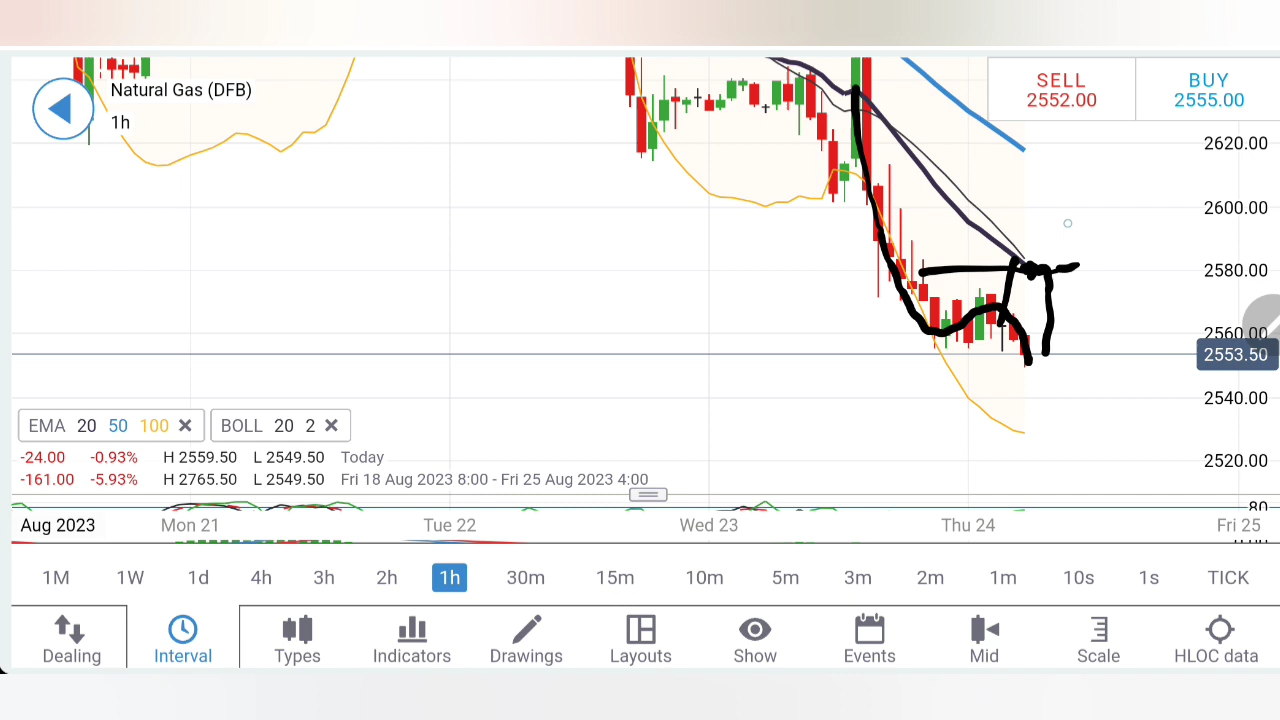 Natural Gas (DFB)
1h
SELL
2552.00
BUY
2555.00
2620.00
2600.00
2580.00
2560.00
2553.50
2540.00
2520.00
80
EMA 20 50 100
BOLL 20 2
-24.00 -0.93% H 2559.50 L 2549.50 Today
-161.00 -5.93% H 2765.50 L 2549.50 Fri 18 Aug 2023 8:00 - Fri 25 Aug 2023 4:00
Aug 2023 Mon 21 Tue 22 Wed 23 Thu 24 Fri 25
1M 1W 1d 4h 3h 2h 1h 30m 15m 10m 5m 3m 2m 1m 10s 1s TICK
Dealing Interval Types Indicators Drawings Layouts Show Events Mid Scale HLOC data